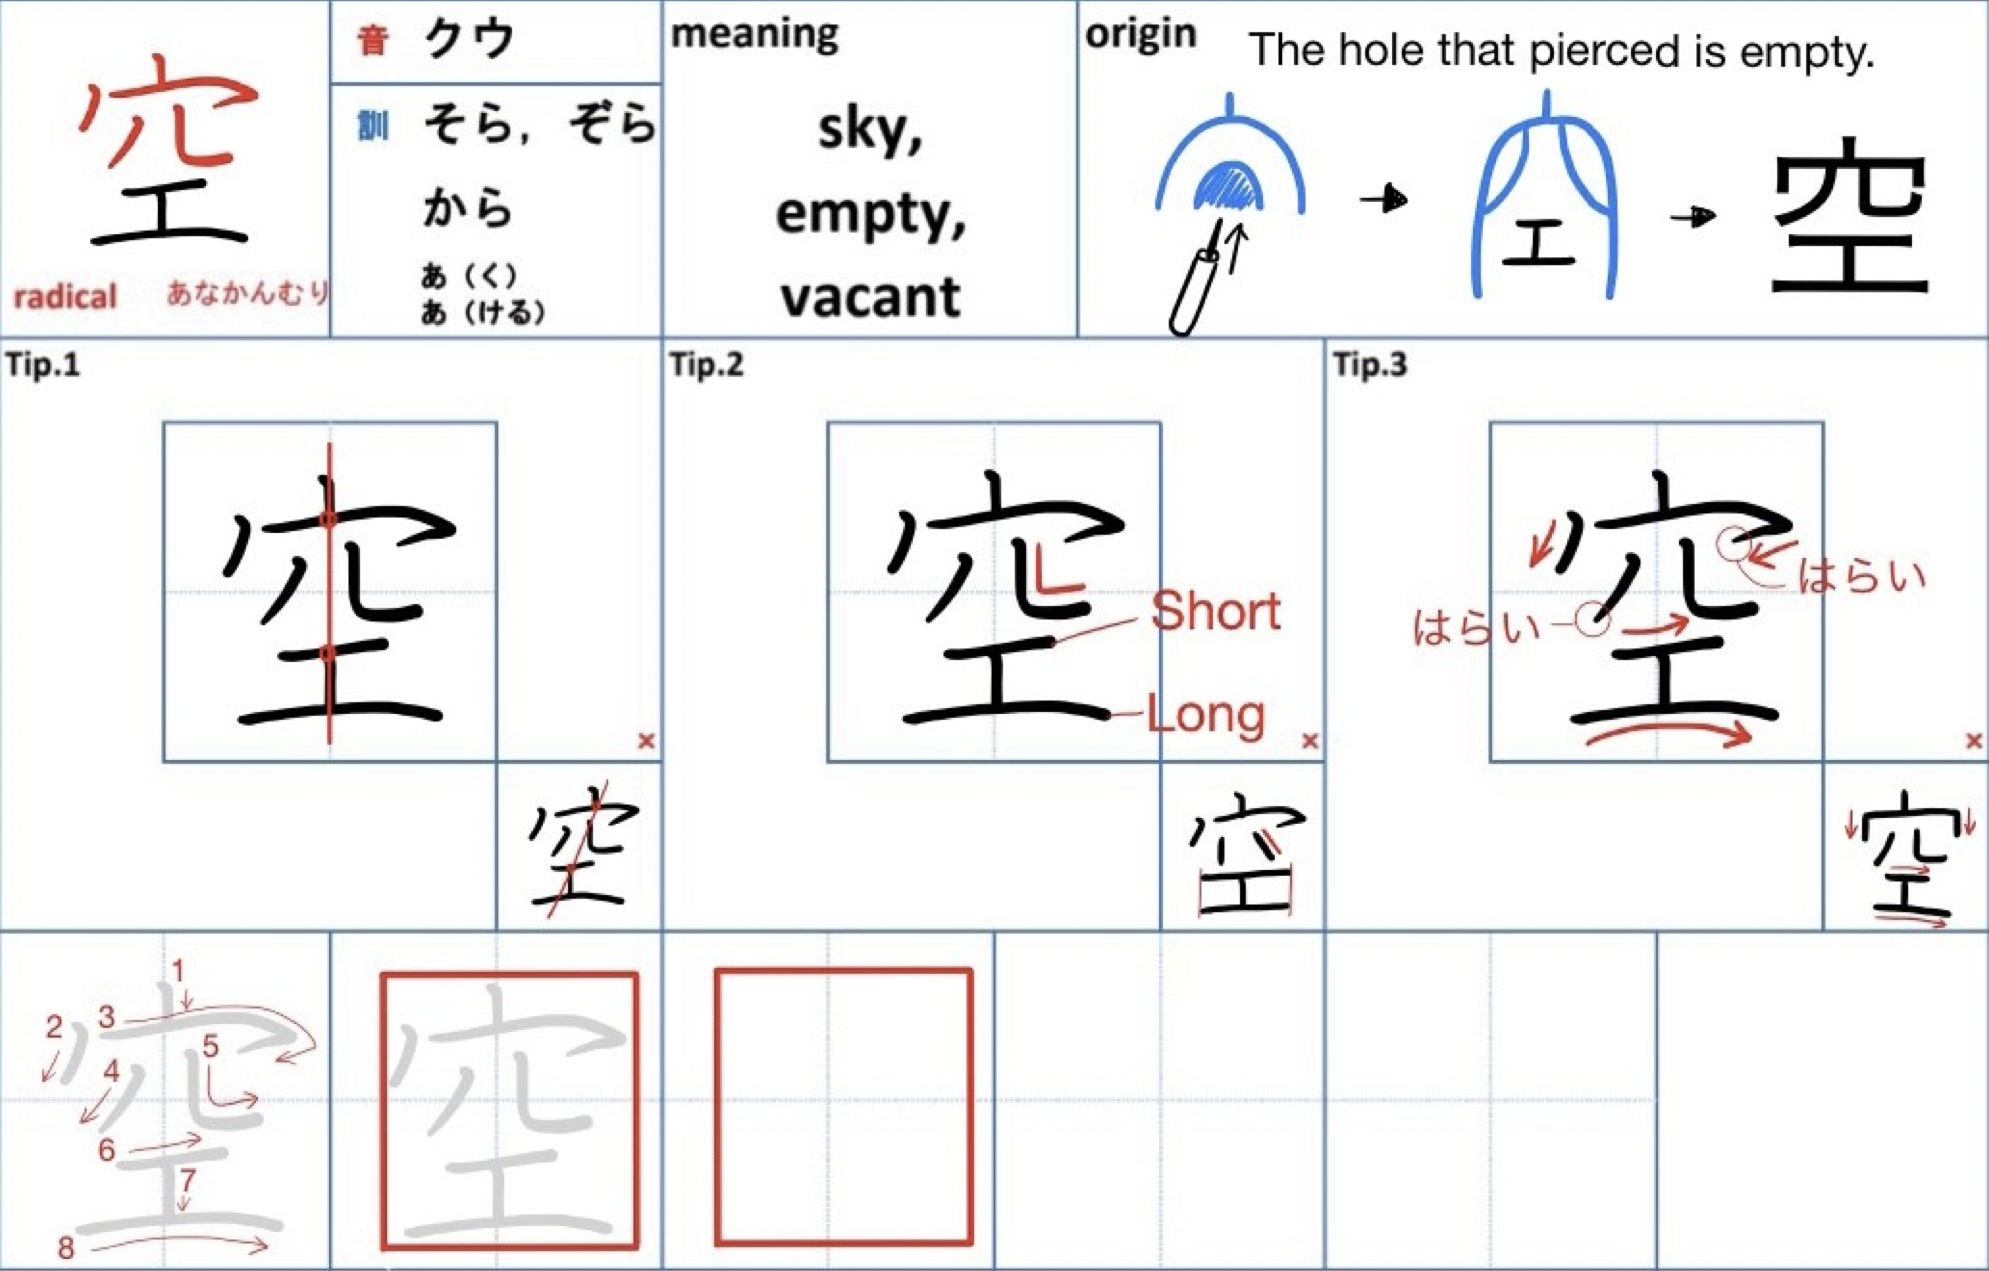 空
radical あなかんむり
音 クウ
訓 そら, ぞら
から
あ（く）
あ（ける）
meaning
sky,
empty,
vacant
origin The hole that pierced is empty.
工 空
Tip.1
空
×
空
Tip.2
空
Short
Long
×
空
Tip.3
空
はらい
はらい
×
空
空
1
2
3
4
5
6
7
8
空